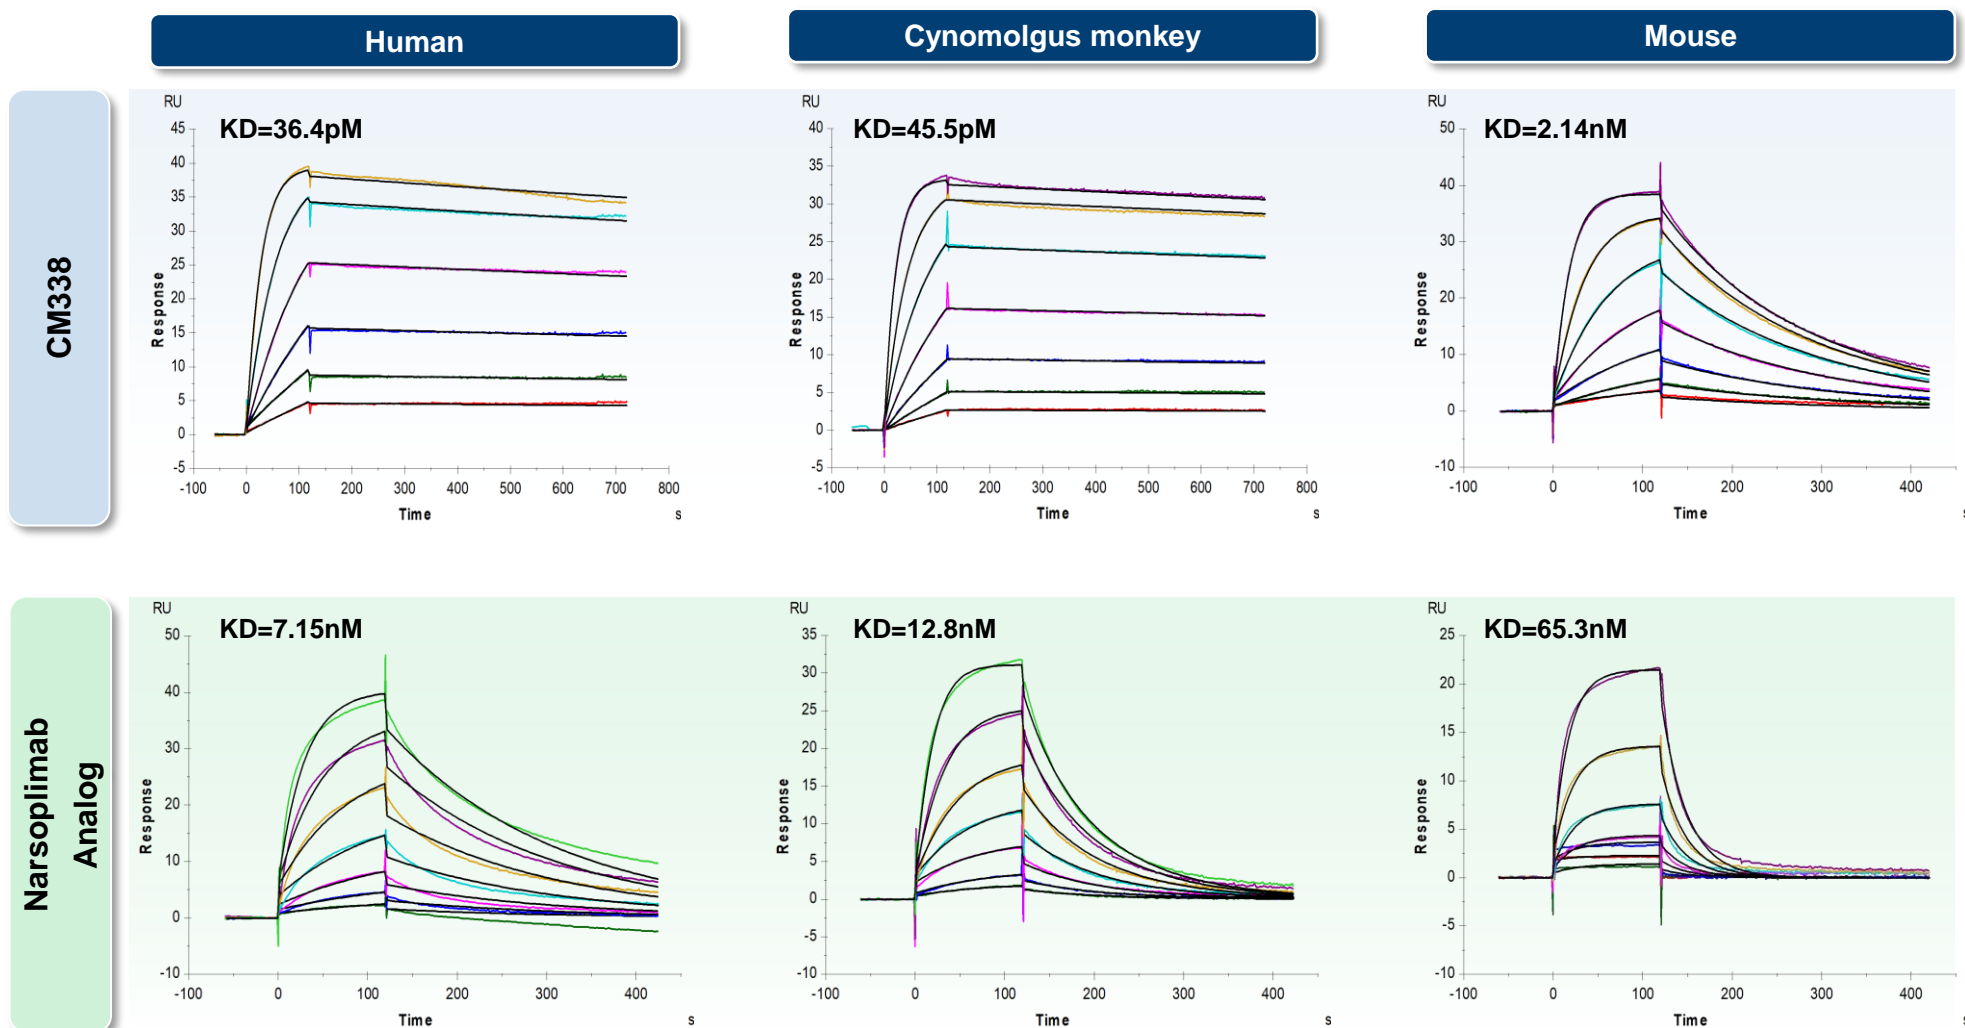 Human
Cynomolgus monkey
Mouse
CM338
RU
KD=36.4pM
45
40
35
30
25
20
15
10
5
0
-5
Response
-100 0 100 200 300 400 500 600 700 800
Time
s
RU
KD=45.5pM
40
35
30
25
20
15
10
5
0
-5
Response
-100 0 100 200 300 400 500 600 700 800
Time
s
RU
KD=2.14nM
50
40
30
20
10
0
-10
Response
-100 0 100 200 300 400
Time
s
Narsoplimab
Analog
RU
KD=7.15nM
50
40
30
20
10
0
-10
Response
-100 0 100 200 300 400
Time
s
RU
KD=12.8nM
35
30
25
20
15
10
5
0
-5
-10
Response
-100 0 100 200 300 400
Time
s
RU
KD=65.3nM
25
20
15
10
5
0
-5
-10
Response
-100 0 100 200 300 400
Time
s